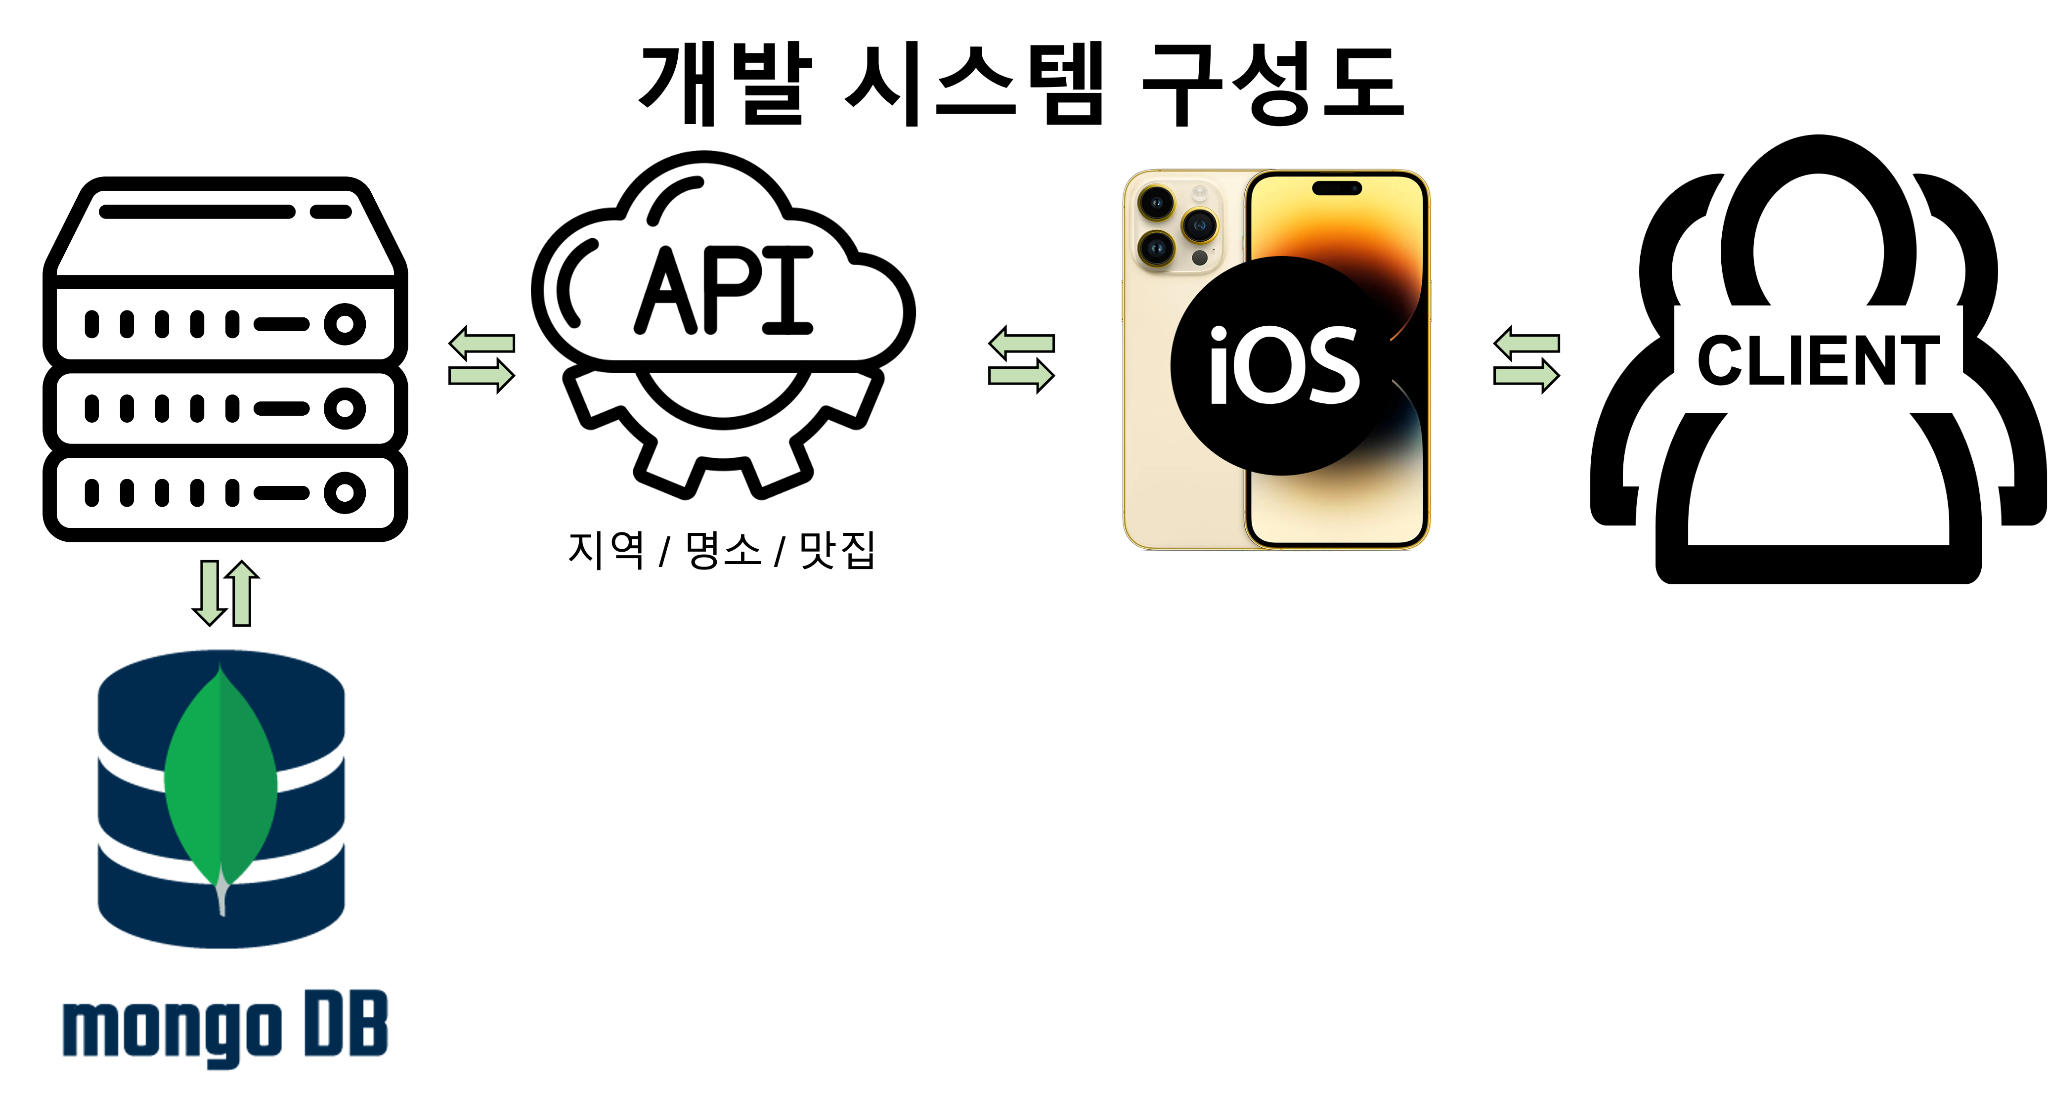 개발 시스템 구성도
API
iOS
CLIENT
지역 / 명소 / 맛집
mongo DB